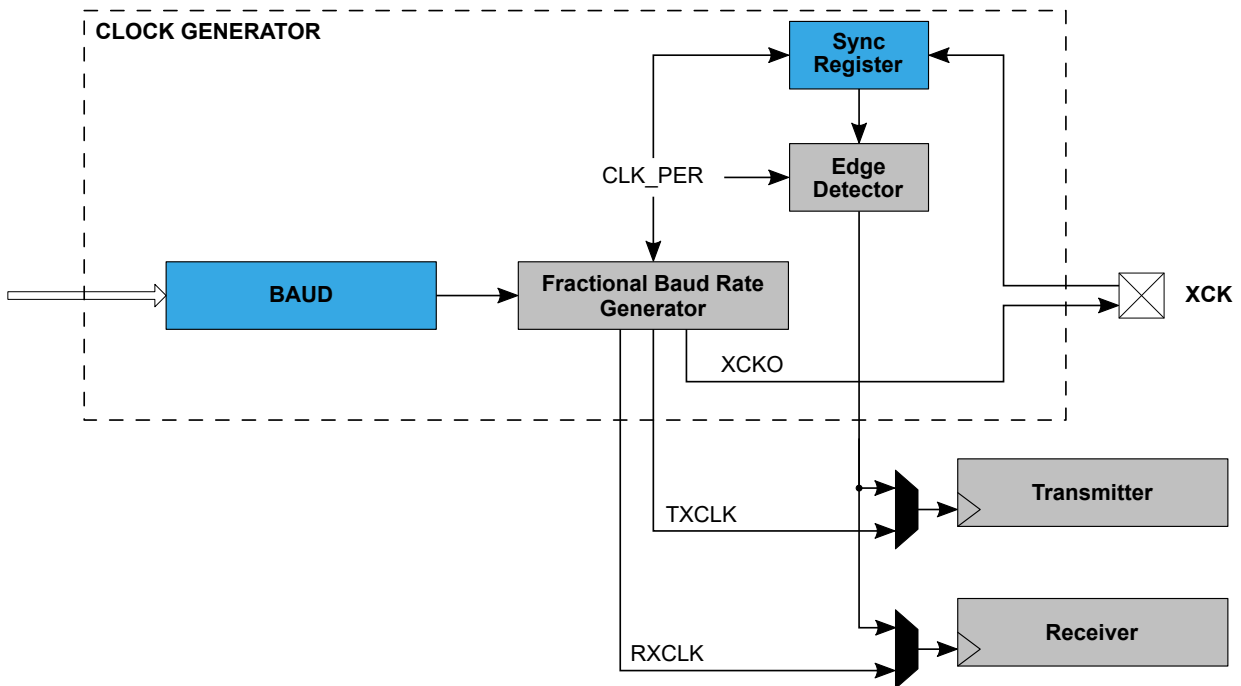 CLOCK GENERATOR
Sync
Register
CLK_PER
Edge
Detector
BAUD
Fractional Baud Rate
Generator
XCK
XCKO
Transmitter
TXCLK
Receiver
RXCLK